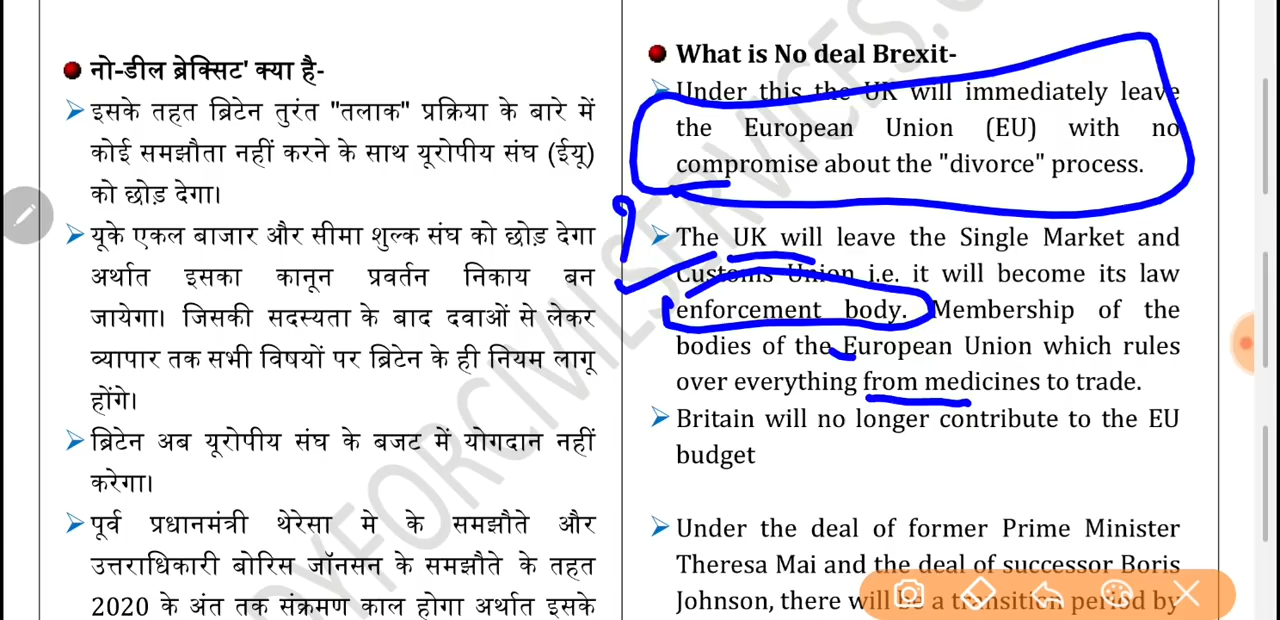 नो-डील ब्रेक्सिट' क्या है-
इसके तहत ब्रिटेन तुरंत "तलाक" प्रक्रिया के बारे में
कोई समझौता नहीं करने के साथ यूरोपीय संघ (ईयू)
को छोड़ देगा।
यूके एकल बाजार और सीमा शुल्क संघ को छोड़ देगा
अर्थात इसका कानून प्रवर्तन निकाय बन
जायेगा। जिसकी सदस्यता के बाद दवाओं से लेकर
व्यापार तक सभी विषयों पर ब्रिटेन के ही नियम लागू
होंगे।
ब्रिटेन अब यूरोपीय संघ के बजट में योगदान नहीं
करेगा।
पूर्व प्रधानमंत्री थेरेसा मे के समझौते और
उत्तराधिकारी बोरिस जॉनसन के समझौते के तहत
2020 के अंत तक संक्रमण काल होगा अर्थात इसके
What is No deal Brexit-
Under this the UK will immediately leave
the European Union (EU) with no
compromise about the "divorce" process.
The UK will leave the Single Market and
Customs Union i.e. it will become its law
enforcement body. Membership of the
bodies of the European Union which rules
over everything from medicines to trade.
Britain will no longer contribute to the EU
budget
Under the deal of former Prime Minister
Theresa Mai and the deal of successor Boris
Johnson, there will be a transition period by